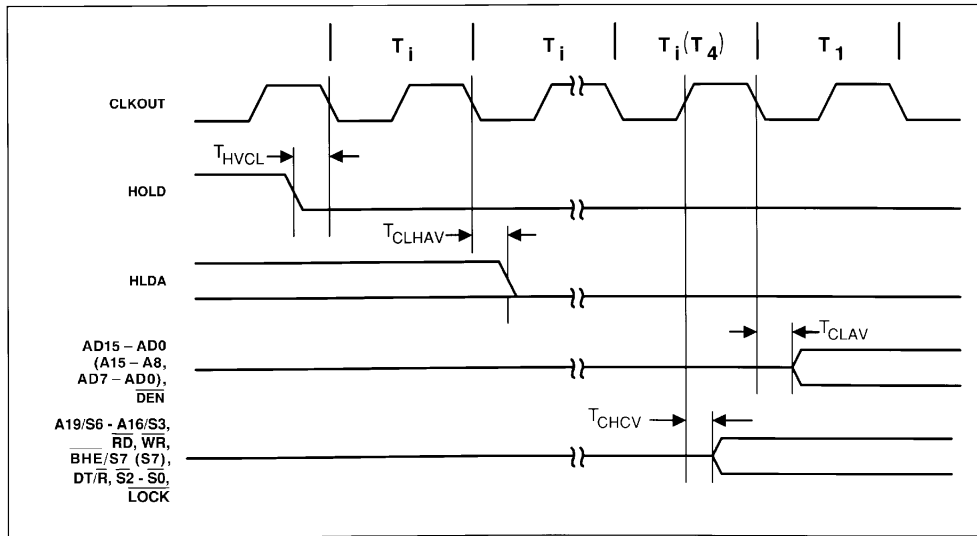 Ti Ti Ti(T4) T1
CLKOUT
THVCL
HOLD
TCLHAV
HLDA
AD15 – AD0
(A15 – A8,
AD7 – AD0),
DEN
TCLAV
A19/S6 - A16/S3,
RD, WR,
BHE/S7 (S7),
DT/R, S2 - S0,
LOCK
TCHCV